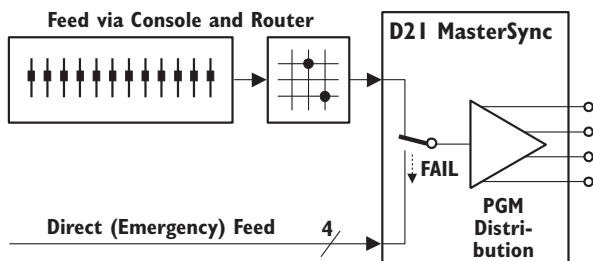 Feed via Console and Router
D21 MasterSync
FAIL
Direct (Emergency) Feed
4
PGM
Distri-
bution